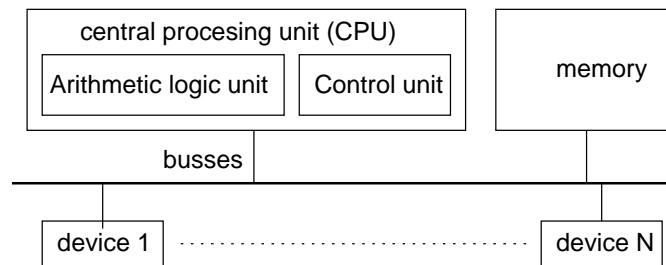 central procesing unit (CPU)
Arithmetic logic unit
Control unit
memory
busses
device 1
device N